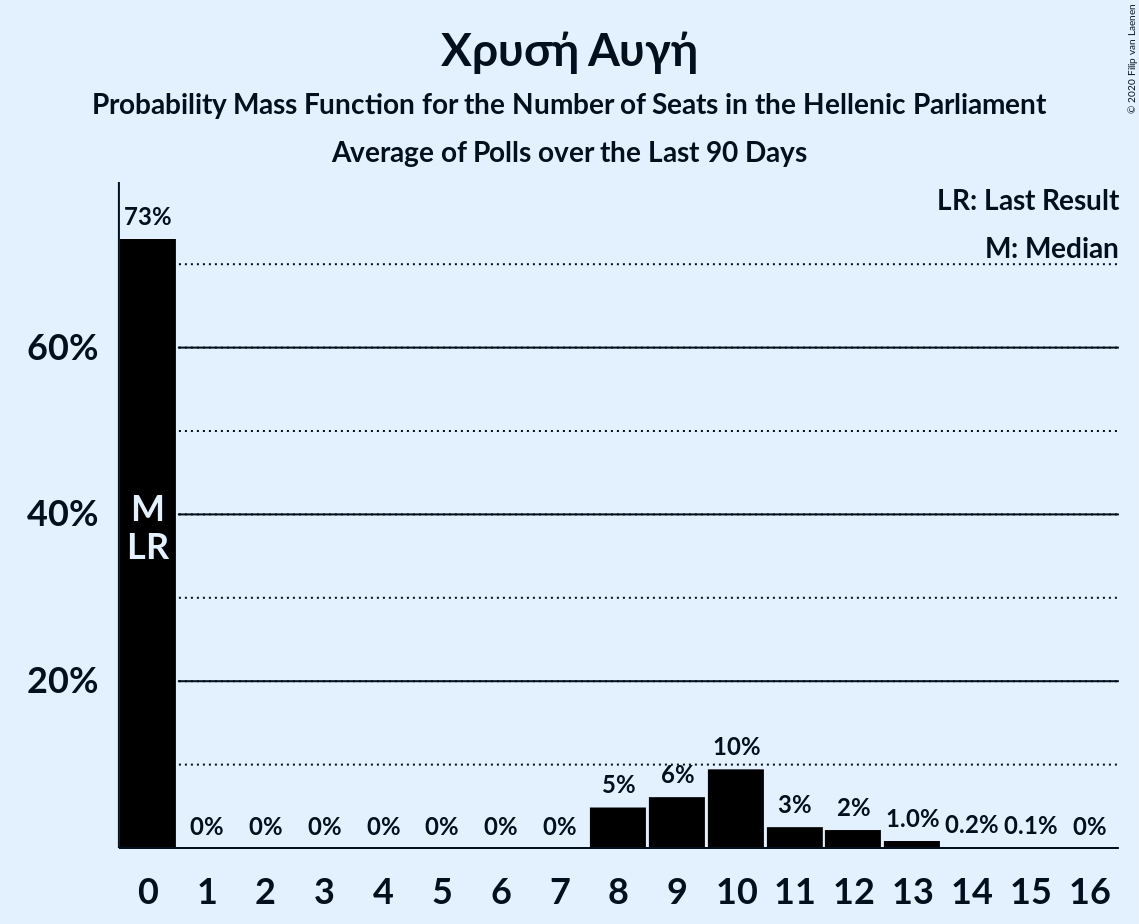 Χρυσή Αυγή
Probability Mass Function for the Number of Seats in the Hellenic Parliament
Average of Polls over the Last 90 Days
© 2020 Filip van Laenen
LR: Last Result
M: Median
73%
60%
40%
20%
M
LR
0% 0% 0% 0% 0% 0% 0% 5% 6% 10% 3% 2% 1.0% 0.2% 0.1% 0%
0 1 2 3 4 5 6 7 8 9 10 11 12 13 14 15 16